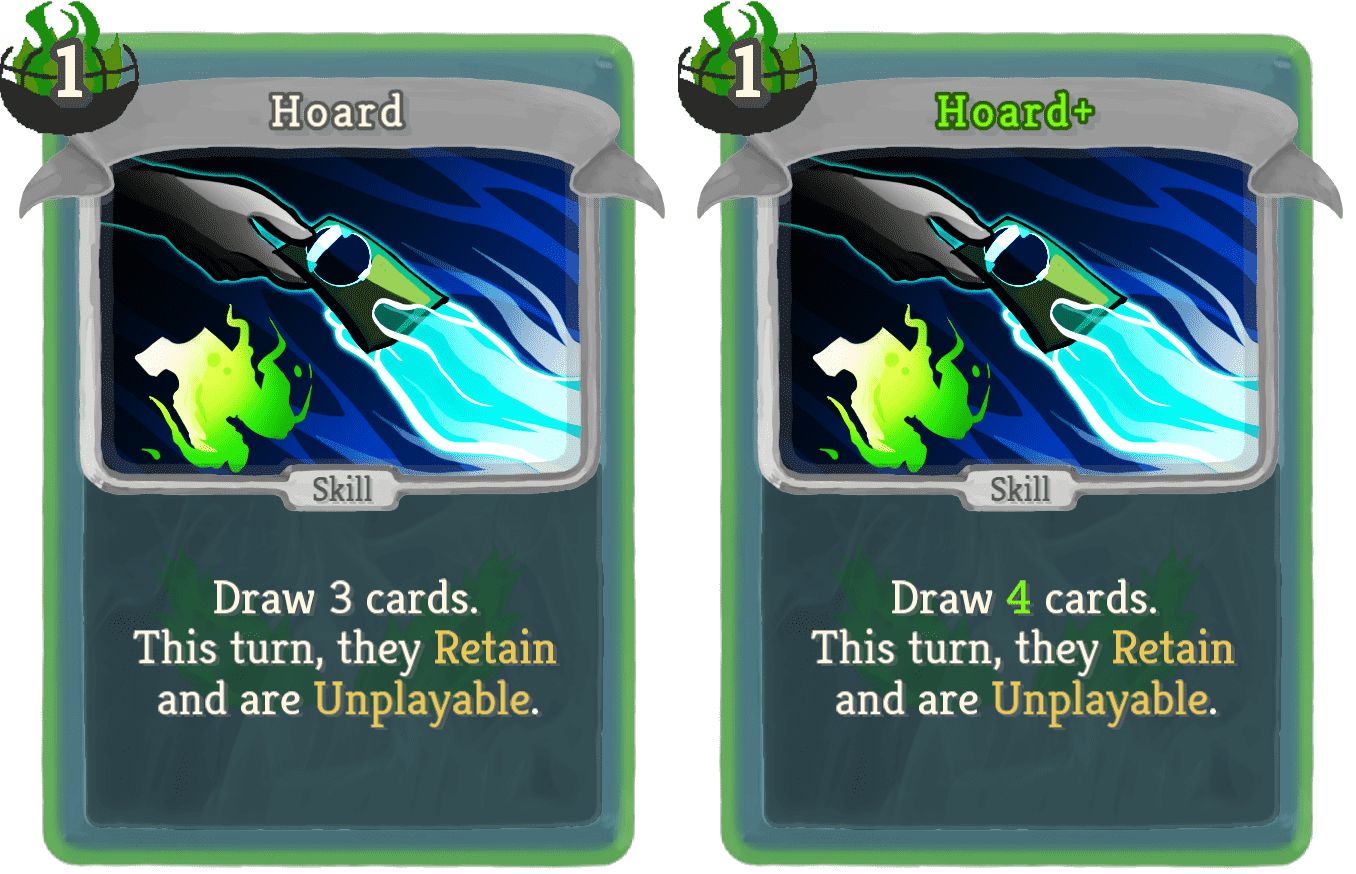 1
Hoard
Skill
Draw 3 cards.
This turn, they Retain
and are Unplayable.
1
Hoard+
Skill
Draw 4 cards.
This turn, they Retain
and are Unplayable.